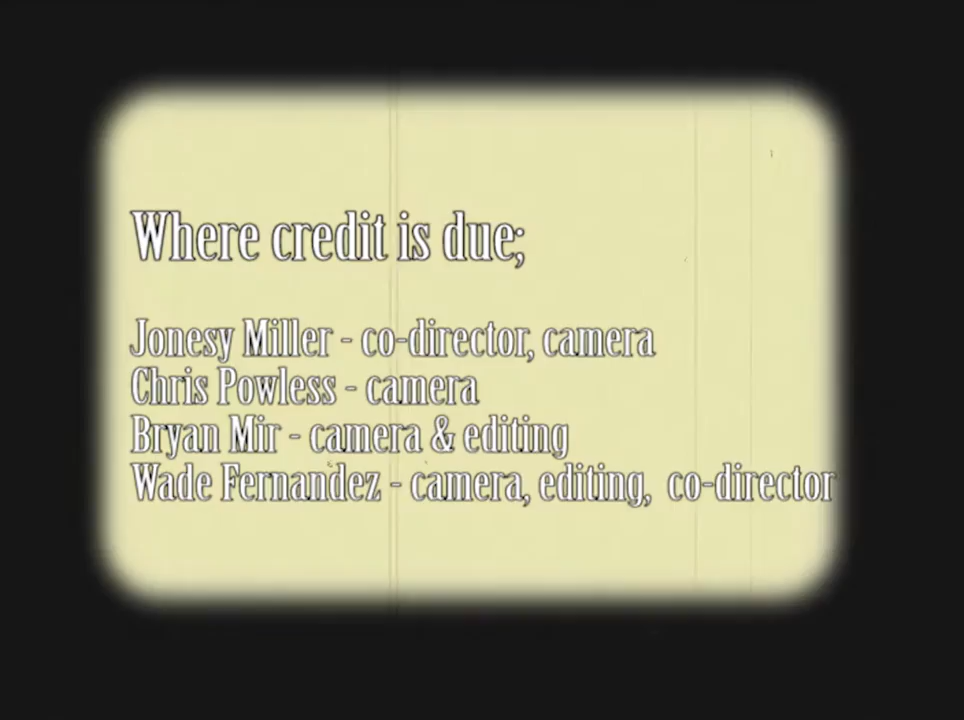 Where credit is due;
Jonesy Miller - co-director, camera
Chris Powless - camera
Bryan Mir - camera & editing
Wade Fernandez - camera, editing, co-director